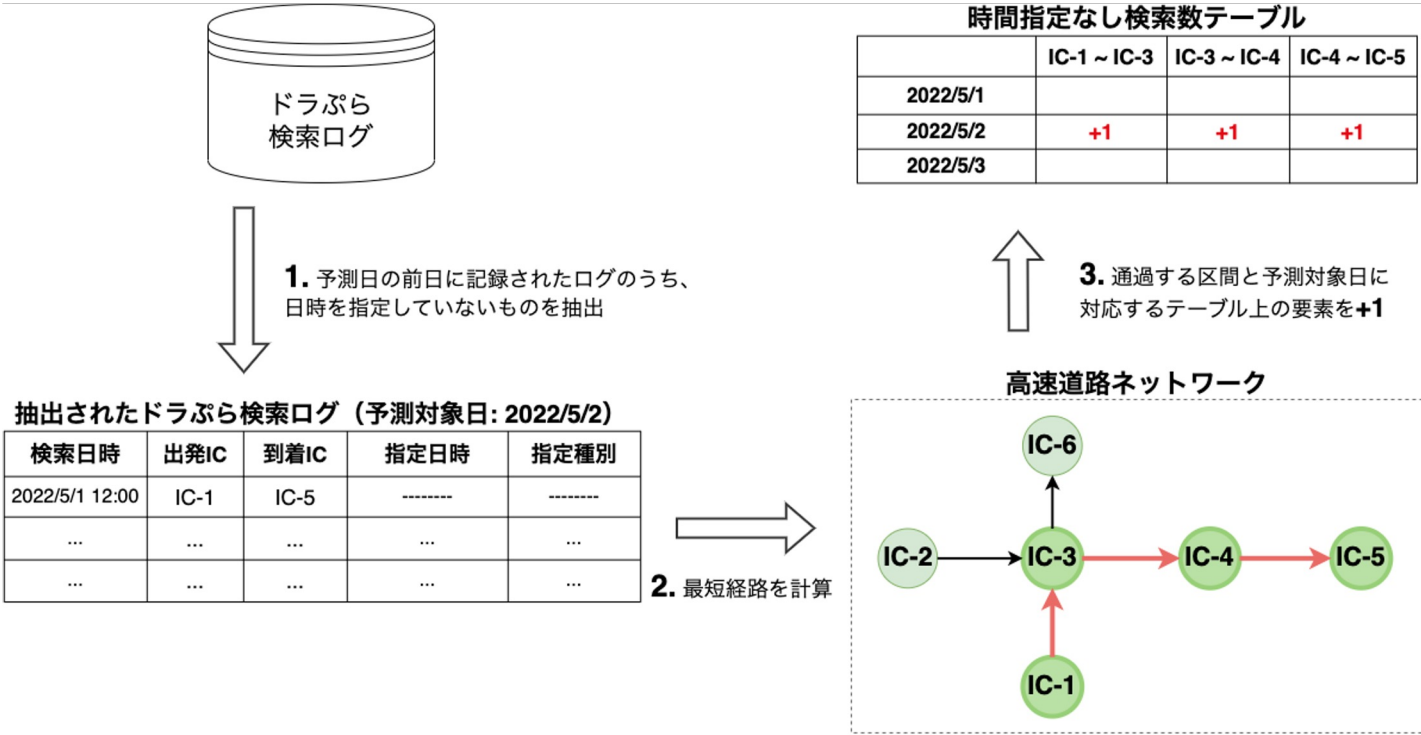 ドラぷら
検索ログ
1. 予測日の前日に記録されたログのうち、
日時を指定していないものを抽出
抽出されたドラぷら検索ログ（予測対象日: 2022/5/2）
検索日時 出発IC 到着IC 指定日時 指定種別
2022/5/1 12:00 IC-1 IC-5 -------- --------
... ... ... ... ...
... ... ... ... ...
2. 最短経路を計算
高速道路ネットワーク
IC-6
IC-2 IC-3 IC-4 IC-5
IC-1
3. 通過する区間と予測対象日に
対応するテーブル上の要素を+1
時間指定なし検索数テーブル
IC-1 ~ IC-3 IC-3 ~ IC-4 IC-4 ~ IC-5
2022/5/1
2022/5/2 +1 +1 +1
2022/5/3